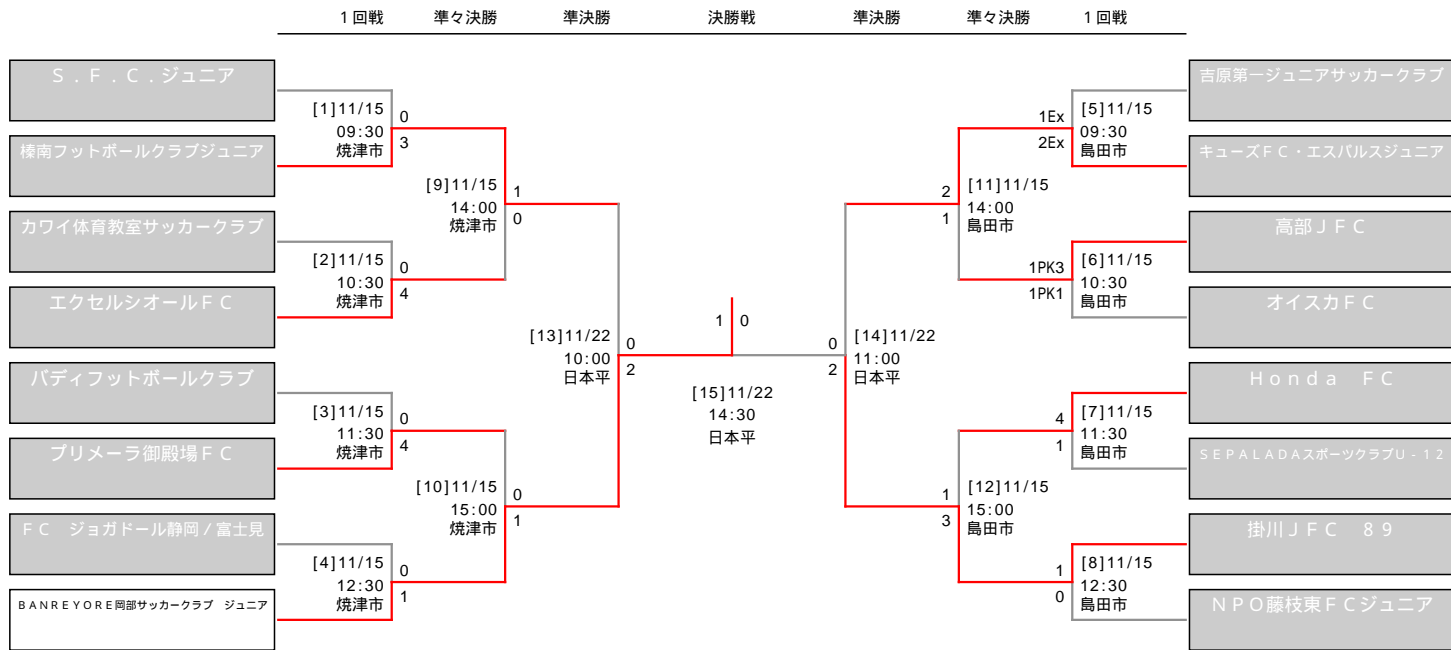 1回戦 準々決勝 準決勝 決勝戦 準決勝 準々決勝 1回戦
S.F.C.ジュニア
榛南フットボールクラブジュニア
カワイ体育教室サッカークラブ
エクセルシオールFC
バディフットボールクラブ
プリメーラ御殿場FC
FC ジョガドール静岡/富士見
BANREYORE岡部サッカークラブ ジュニア
[1]11/15
09:30
焼津市
0
3
[2]11/15
10:30
焼津市
0
4
[3]11/15
11:30
焼津市
0
4
[4]11/15
12:30
焼津市
0
1
[9]11/15
14:00
焼津市
1
0
[10]11/15
15:00
焼津市
0
1
[13]11/22
10:00
日本平
0
2
1 0
[15]11/22
14:30
日本平
0
2
[14]11/22
11:00
日本平
2
1
[11]11/15
14:00
島田市
1
3
[12]11/15
15:00
島田市
1Ex
2Ex
[5]11/15
09:30
島田市
1PK3
1PK1
[6]11/15
10:30
島田市
4
1
[7]11/15
11:30
島田市
1
0
[8]11/15
12:30
島田市
吉原第一ジュニアサッカークラブ
キューズFC・エスパルスジュニア
高部JFC
オイスカFC
Honda FC
SEPALADAスポーツクラブU-12
掛川JFC 89
NPO藤枝東FCジュニア